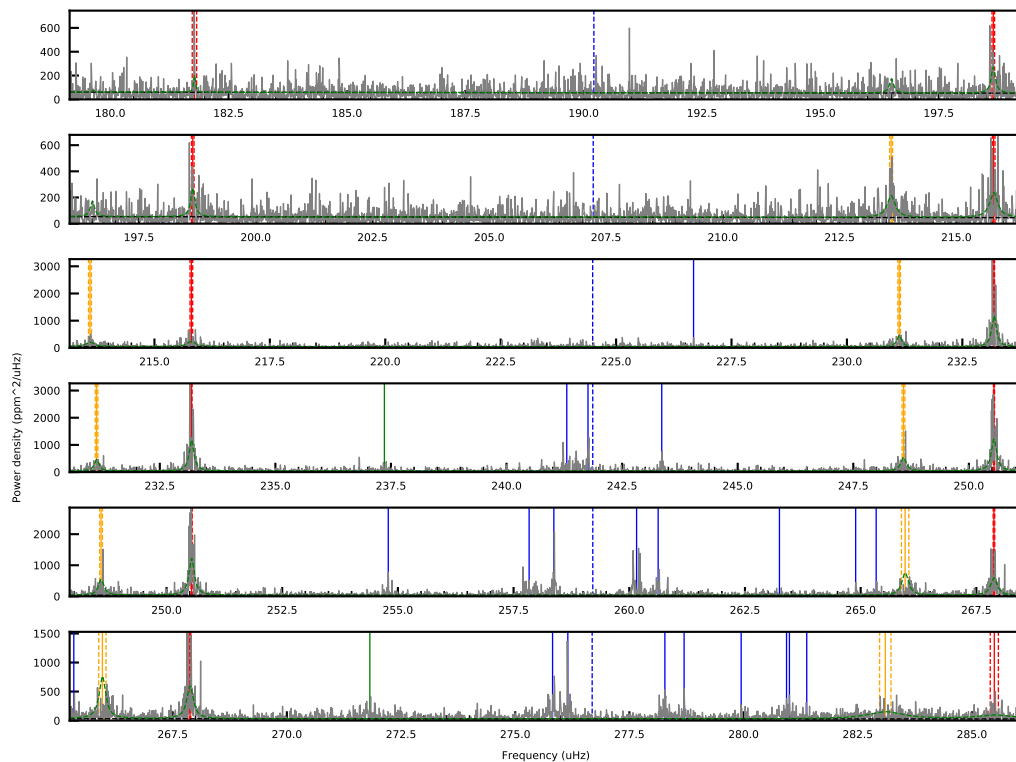 600
400
200
0
180.0 182.5 185.0 187.5 190.0 192.5 195.0 197.5
600
400
200
0
197.5 200.0 202.5 205.0 207.5 210.0 212.5 215.0
3000
2000
1000
0
215.0 217.5 220.0 222.5 225.0 227.5 230.0 232.5
Power density (ppm^2/uHz)
3000
2000
1000
0
232.5 235.0 237.5 240.0 242.5 245.0 247.5 250.0
2000
1000
0
250.0 252.5 255.0 257.5 260.0 262.5 265.0 267.5
1500
1000
500
0
267.5 270.0 272.5 275.0 277.5 280.0 282.5 285.0
Frequency (uHz)